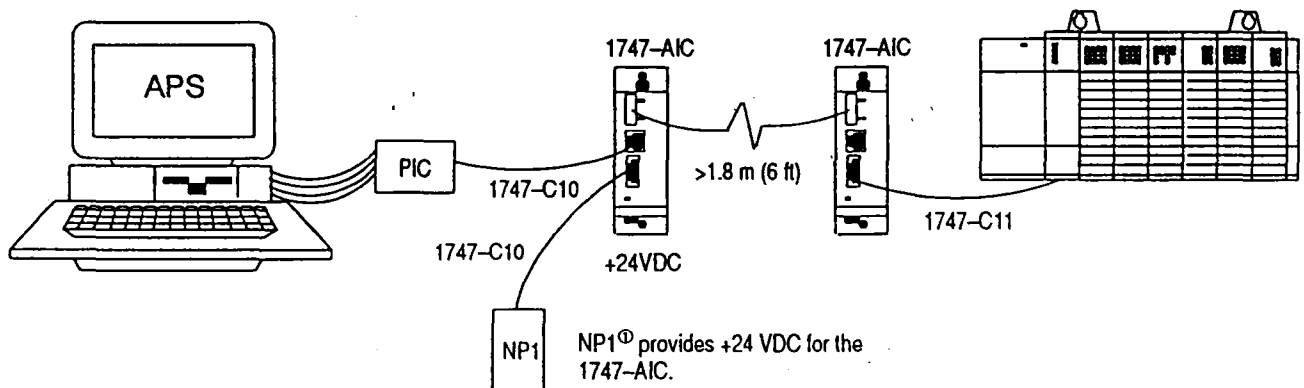 1747–AIC
1747–AIC
APS
PIC
1747–C10
>1.8 m (6 ft)
1747–C11
1747–C10
+24VDC
NP1
NP1① provides +24 VDC for the
1747–AIC.